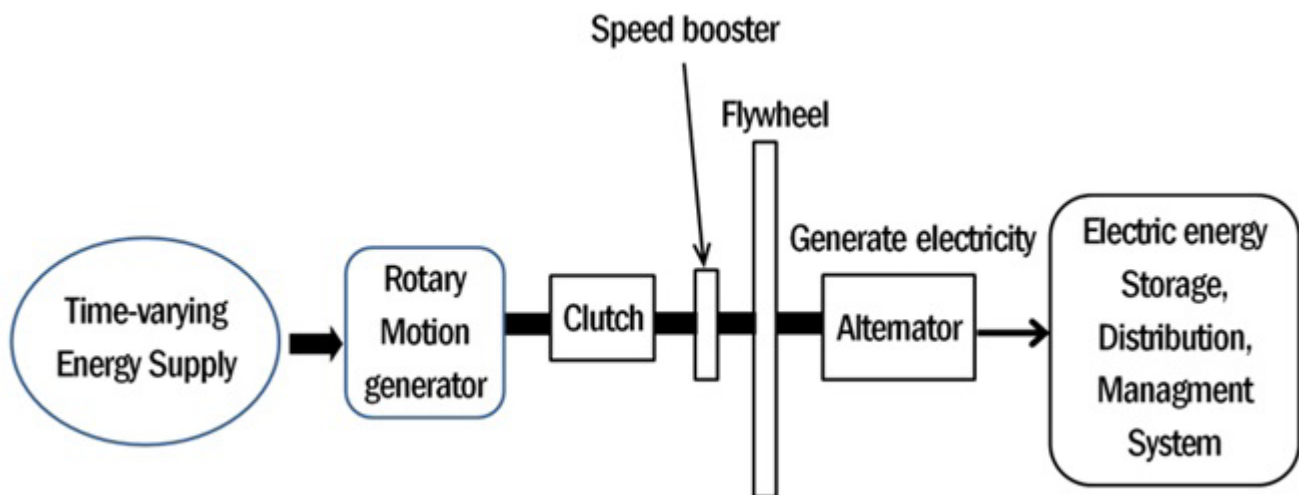 Speed booster
Flywheel
Time-varying
Energy Supply
Rotary
Motion
generator
Clutch
Generate electricity
Alternator
Electric energy
Storage,
Distribution,
Managment
System